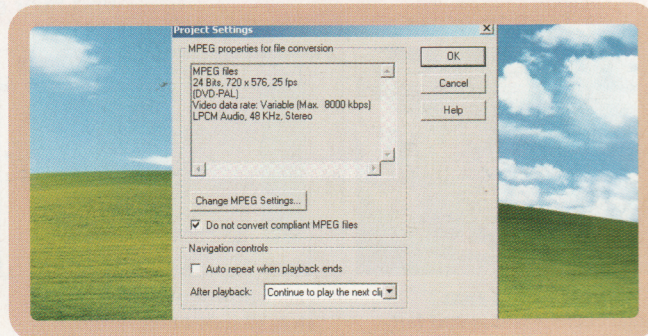 Project Settings
MPEG properties for file conversion
MPEG files
24 Bits, 720 x 576, 25 fps
(DVD-PAL)
Video data rate: Variable (Max. 8000 kbps)
LPCM Audio, 48 KHz, Stereo
OK
Cancel
Help
Change MPEG Settings...
Do not convert compliant MPEG files
Navigation controls
Auto repeat when playback ends
After playback: Continue to play the next clip